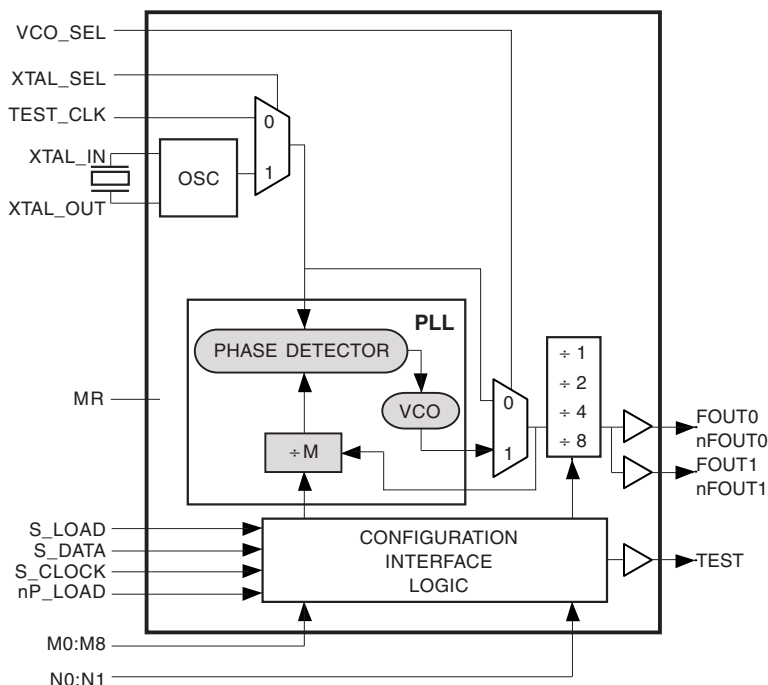 VCO_SEL
XTAL_SEL
TEST_CLK
0
XTAL_IN
OSC
1
XTAL_OUT
PLL
PHASE DETECTOR
÷ 1
÷ 2
÷ 4
÷ 8
MR
VCO
0
1
FOUT0
nFOUT0
FOUT1
nFOUT1
÷ M
S_LOAD
S_DATA
S_CLOCK
nP_LOAD
CONFIGURATION
INTERFACE
LOGIC
TEST
M0:M8
N0:N1